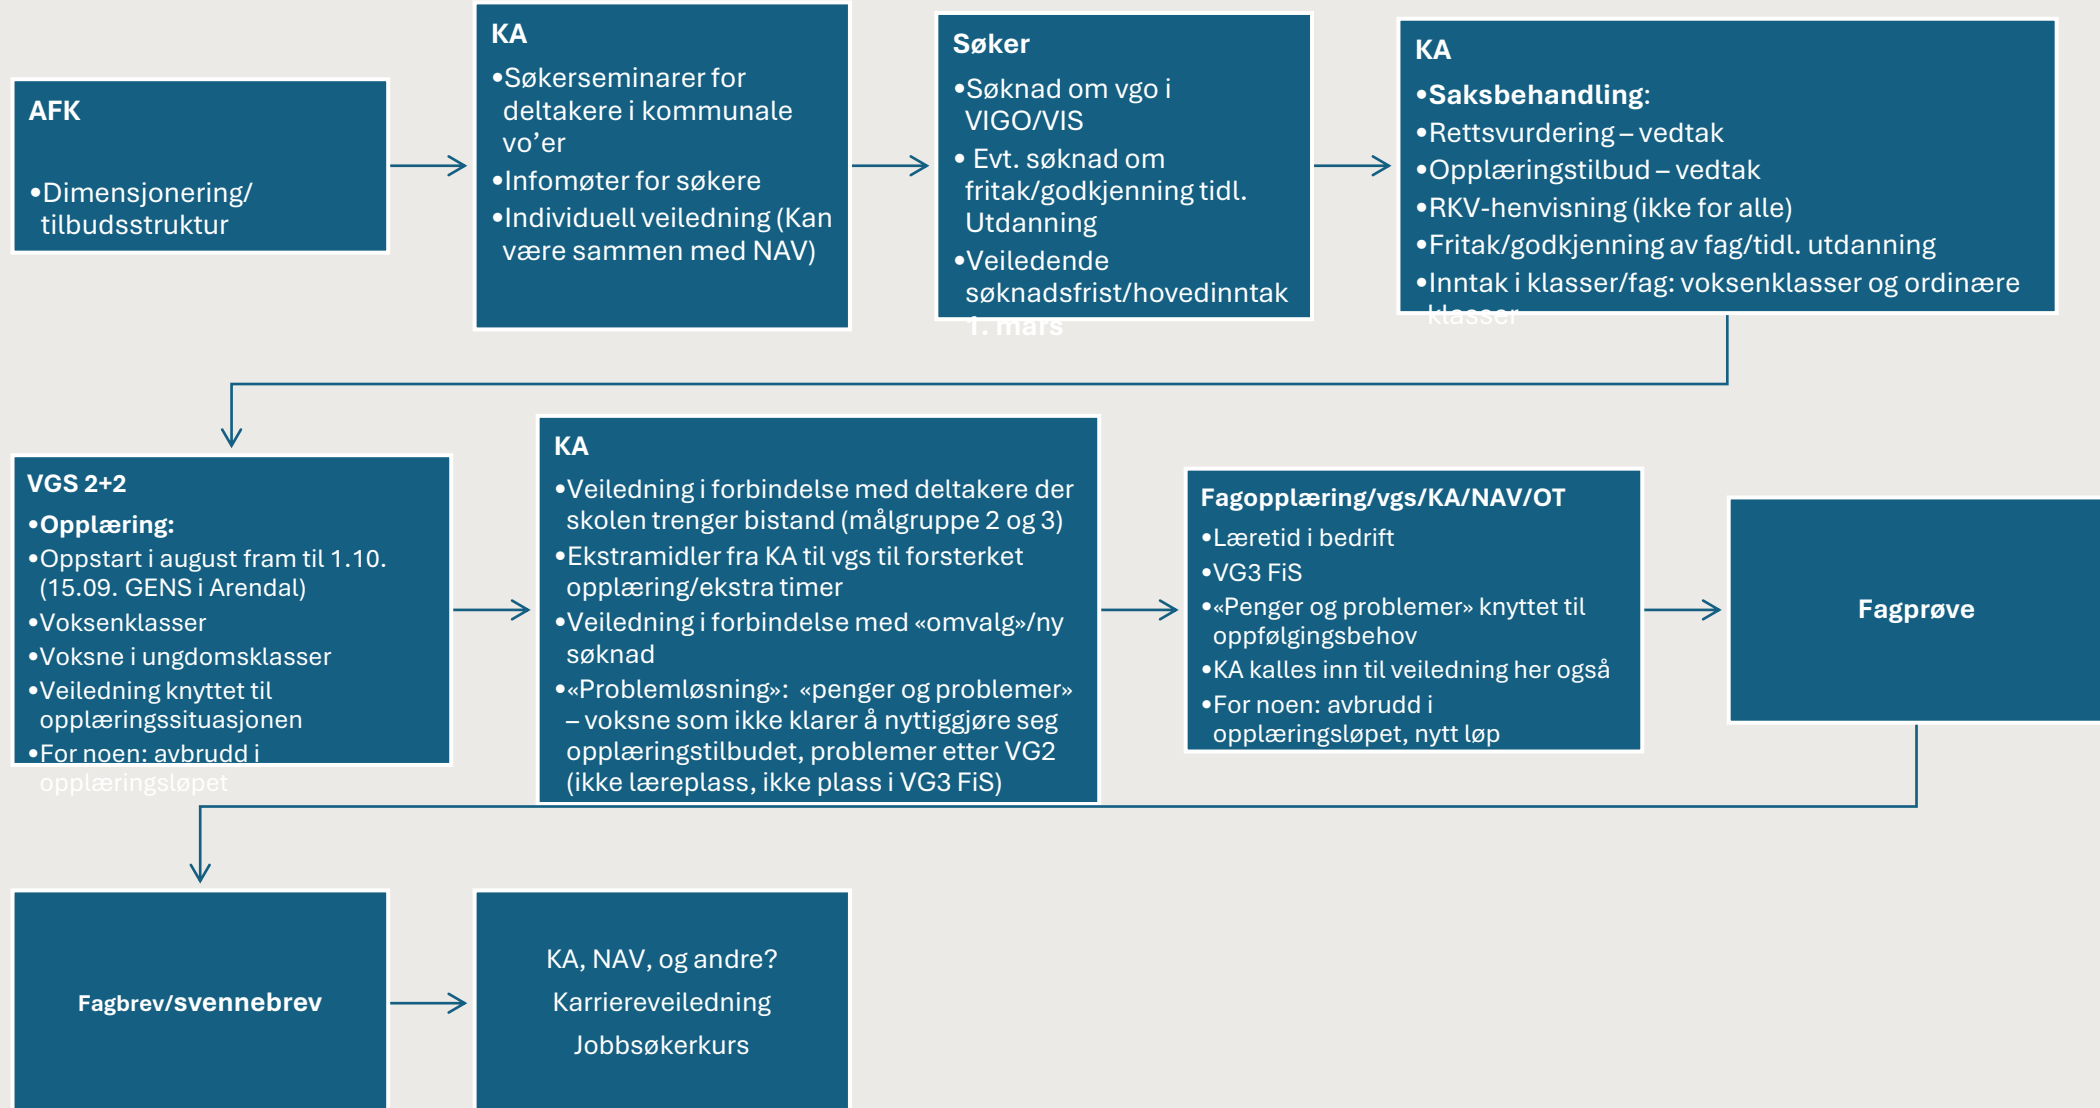 AFK
•Dimensjonering/
tilbudsstruktur
KA
•Søkerseminarer for
deltakere i kommunale
vo’er
•Infomøter for søkere
•Individuell veiledning (Kan
være sammen med NAV)
Søker
•Søknad om vgo i
VIGO/VIS
• Evt. søknad om
fritak/godkjenning tidl.
Utdanning
•Veiledende
søknadsfrist/hovedinntak
1. mars
KA
•Saksbehandling:
•Rettsvurdering – vedtak
•Opplæringstilbud – vedtak
•RKV-henvisning (ikke for alle)
•Fritak/godkjenning av fag/tidl. utdanning
•Inntak i klasser/fag: voksenklasser og ordinære
klasser
VGS 2+2
•Opplæring:
•Oppstart i august fram til 1.10.
(15.09. GENS i Arendal)
•Voksenklasser
•Voksne i ungdomsklasser
•Veiledning knyttet til
opplæringssituasjonen
•For noen: avbrudd i
opplæringsløpet
KA
•Veiledning i forbindelse med deltakere der
skolen trenger bistand (målgruppe 2 og 3)
•Ekstramidler fra KA til vgs til forsterket
opplæring/ekstra timer
•Veiledning i forbindelse med «omvalg»/ny
søknad
•«Problemløsning»: «penger og problemer»
– voksne som ikke klarer å nyttiggjøre seg
opplæringstilbudet, problemer etter VG2
(ikke læreplass, ikke plass i VG3 FiS)
Fagopplæring/vgs/KA/NAV/OT
•Læretid i bedrift
•VG3 FiS
•«Penger og problemer» knyttet til
oppfølgingsbehov
•KA kalles inn til veiledning her også
•For noen: avbrudd i
opplæringsløpet, nytt løp
Fagprøve
Fagbrev/svennebrev
KA, NAV, og andre?
Karriereveiledning
Jobbsøkerkurs